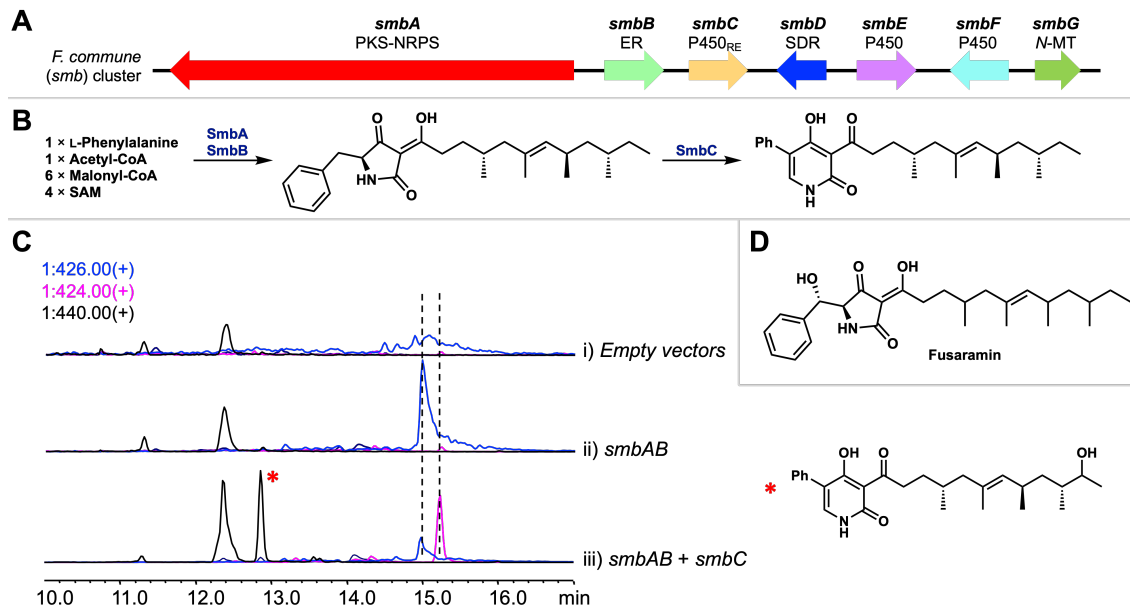 A
smbA
PKS-NRPS
smbB
ER
smbC
P450RE
smbD
SDR
smbE
P450
smbF
P450
smbG
N-MT
F. commune
(smb) cluster
B
1 × L-Phenylalanine
1 × Acetyl-CoA
6 × Malonyl-CoA
4 × SAM
SmbA
SmbB
O
OH
HN
O
SmbC
OH
O
Ph
N
H
O
C
1:426.00(+)
1:424.00(+)
1:440.00(+)
i) Empty vectors
ii) smbAB
*
iii) smbAB + smbC
10.0 11.0 12.0 13.0 14.0 15.0 16.0 min
D
HO
O
OH
HN
O
Fusaramin
*
OH
O
OH
Ph
N
H
O